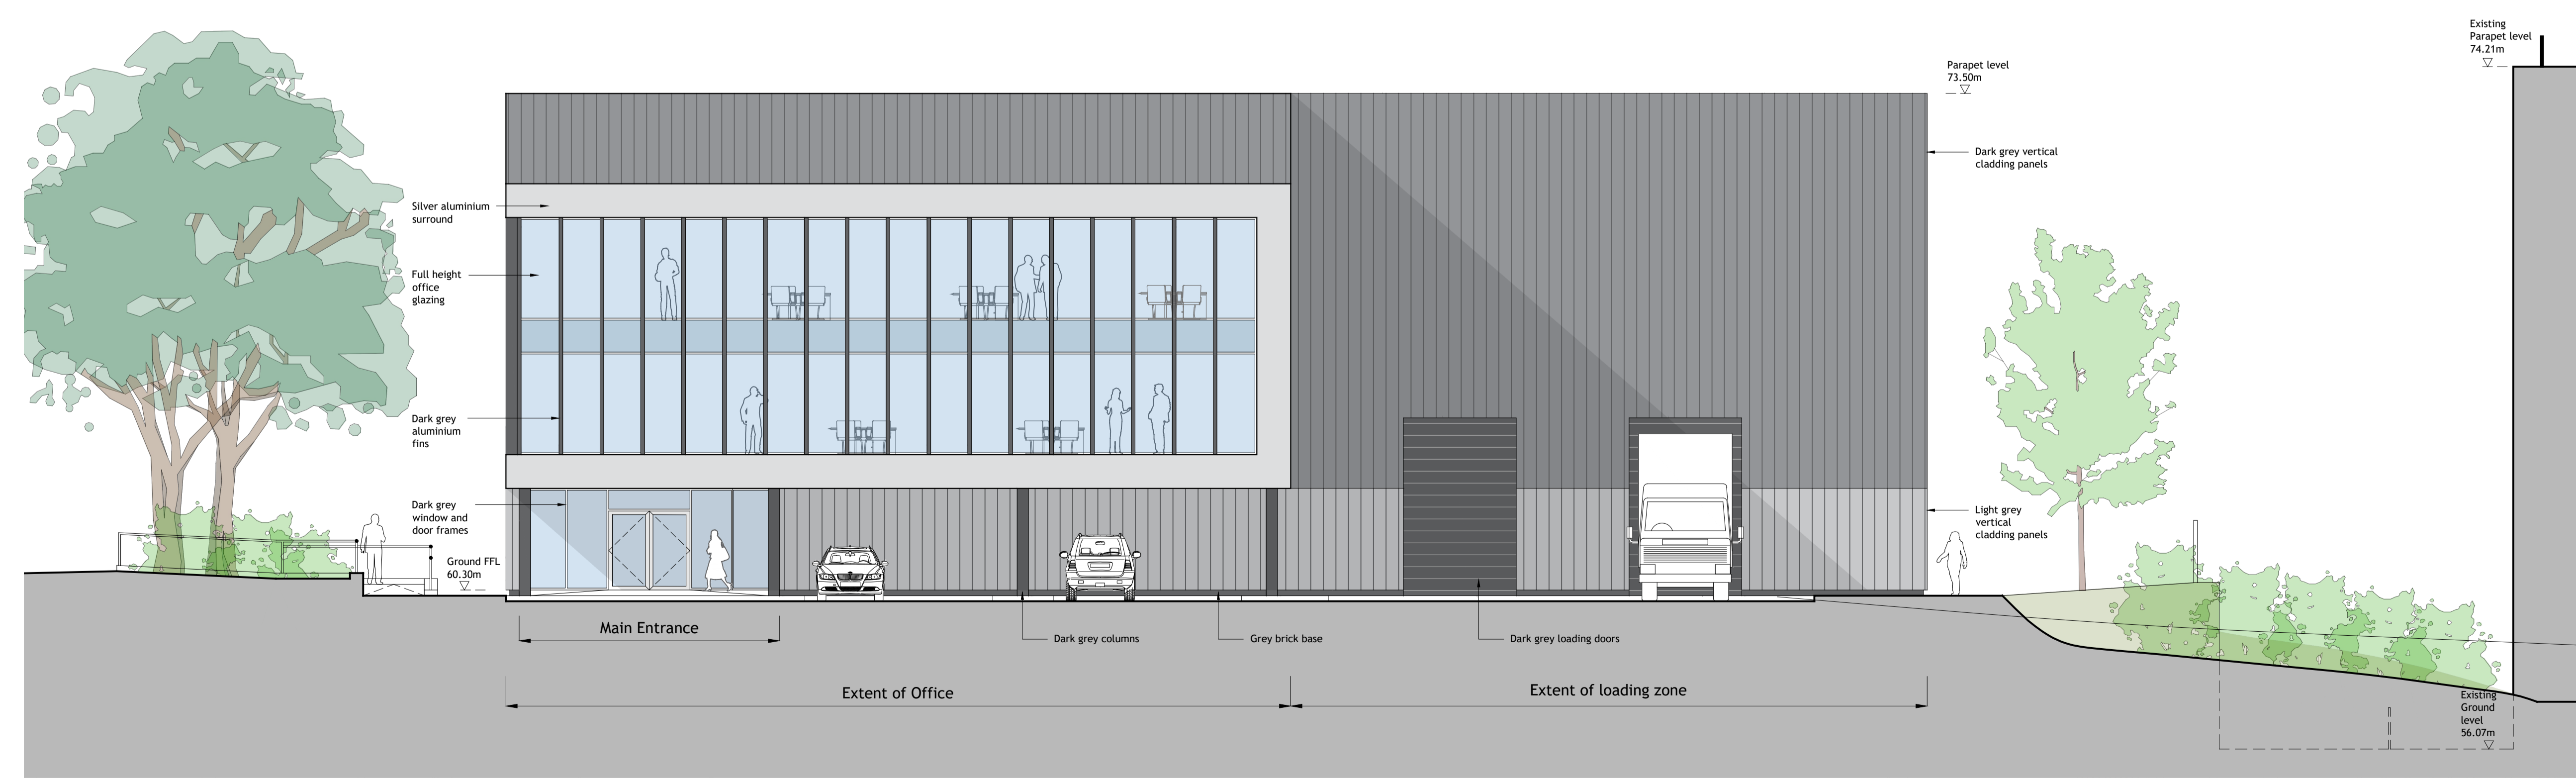 Existing
Parapet level
74.21m
Parapet level
73.50m
Dark grey vertical
cladding panels
Silver aluminium
surround
Full height
office
glazing
Dark grey
aluminium
fins
Dark grey
window and
door frames
Light grey
vertical
cladding panels
Ground FFL
60.30m
Main Entrance
Dark grey columns
Grey brick base
Dark grey loading doors
Extent of Office
Extent of loading zone
Existing
Ground
level
56.07m